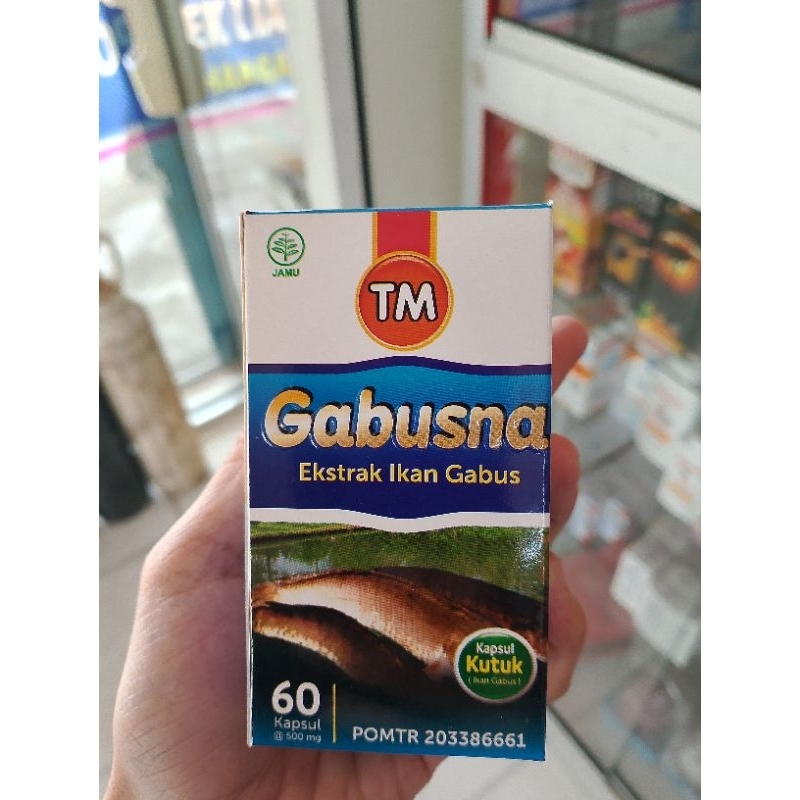 JAMU
TM
Gabusna
Ekstrak Ikan Gabus
Kapsul
Kutuk
(Ikan Gabus)
60
Kapsul
@ 500 mg
POMTR 203386661